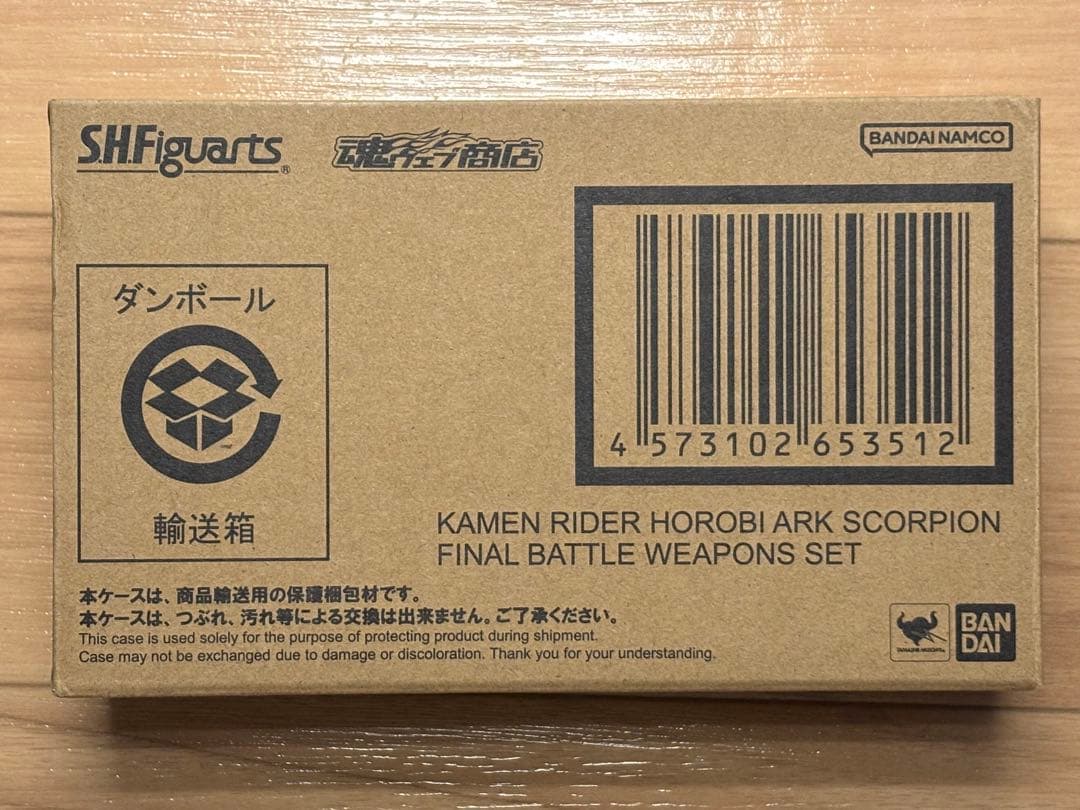 S.H.Figuarts®
魂ウェブ商店
BANDAI NAMCO
ダンボール
輸送箱
4 573102 653512
KAMEN RIDER HOROBI ARK SCORPION
FINAL BATTLE WEAPONS SET
本ケースは、商品輸送用の保護梱包材です。
本ケースは、つぶれ、汚れ等による交換は出来ません。ご了承ください。
This case is used solely for the purpose of protecting product during shipment.
Case may not be exchanged due to damage or discoloration. Thank you for your understanding.
TAMASHII NATIONS
BAN
DAI